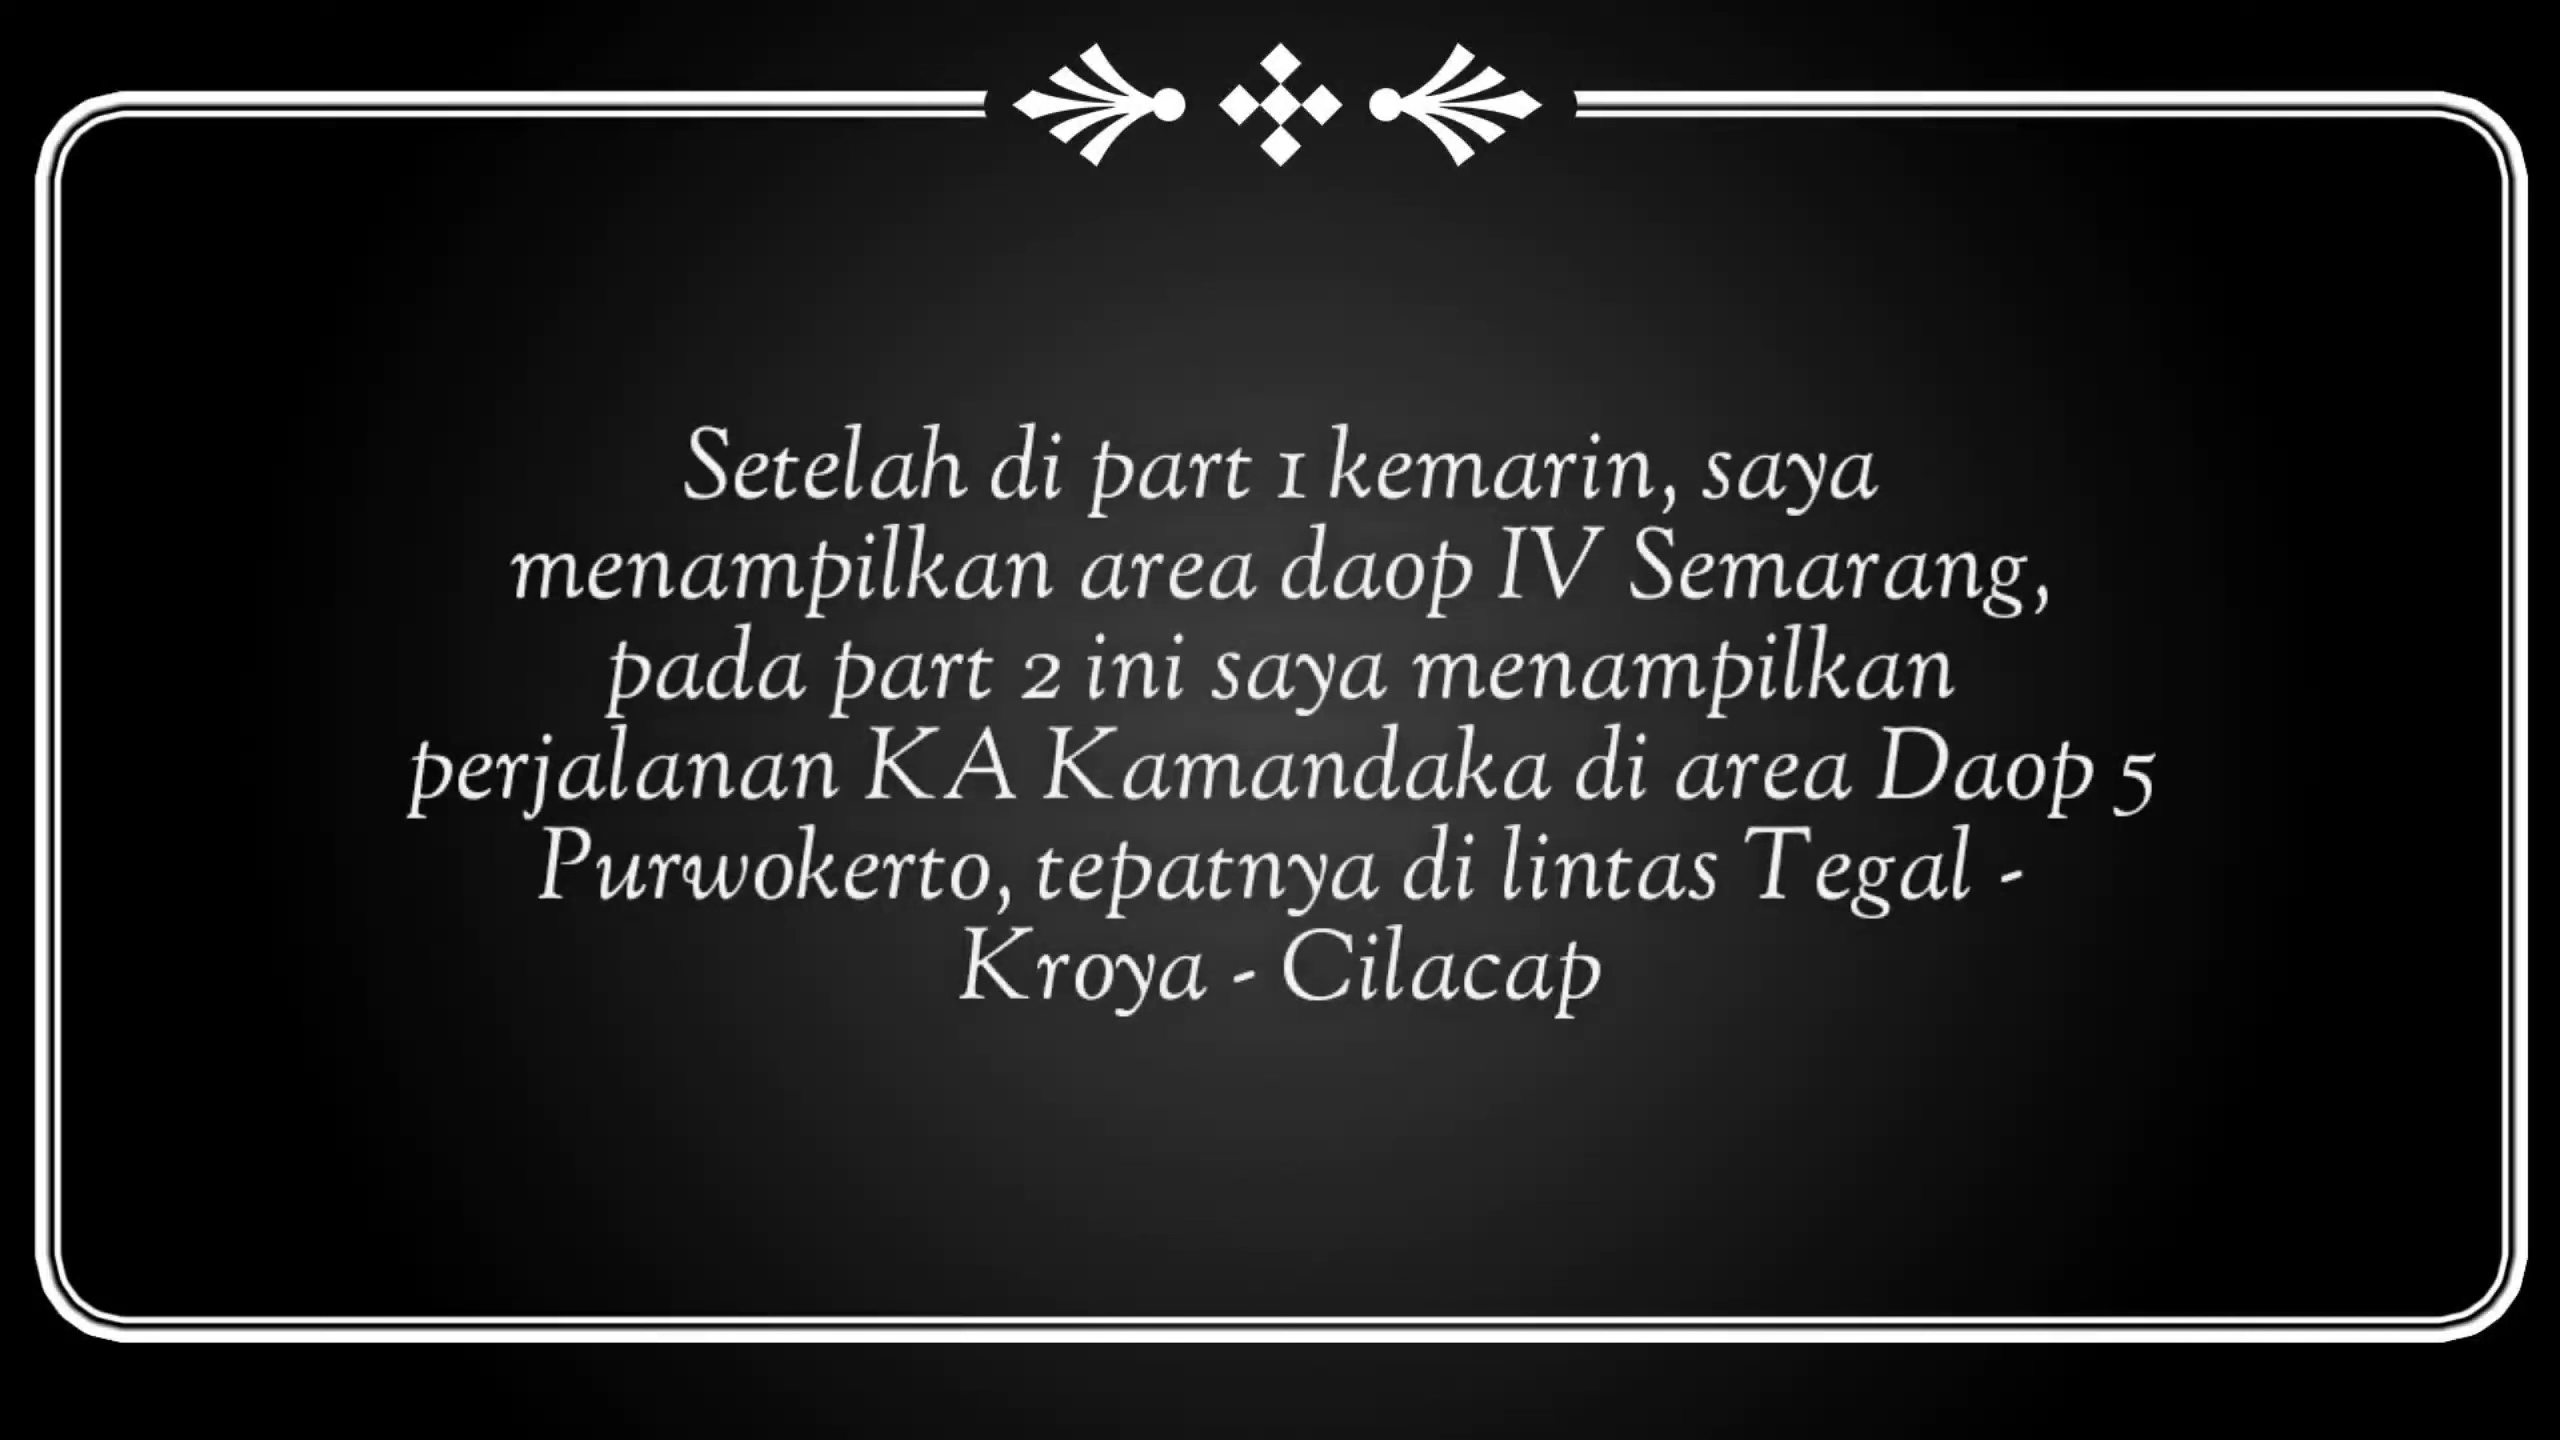 Setelah di part 1 kemarin, saya
menampilkan area daop IV Semarang,
pada part 2 ini saya menampilkan
perjalanan KA Kamandaka di area Daop 5
Purwokerto, tepatnya di lintas Tegal -
Kroya - Cilacap